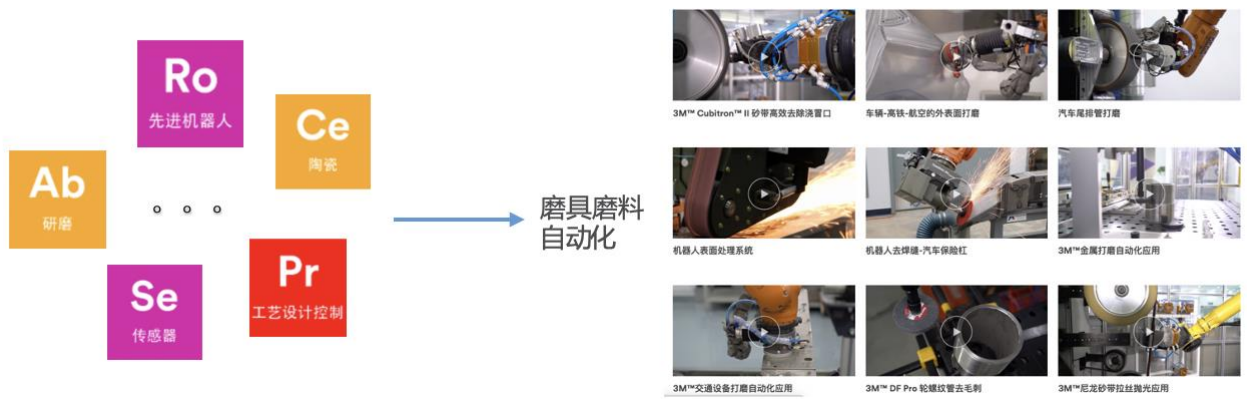 Ro
先进机器人
Ce
陶瓷
Ab
研磨
。。。
Se
传感器
Pr
工艺设计控制
磨具磨料
自动化
3M™ Cubitron™ II 砂带高效去除浇冒口
车辆-高铁-航空的外表面打磨
汽车尾排管打磨
机器人表面处理系统
机器人去焊缝-汽车保险杠
3M™金属打磨自动化应用
3M™交通设备打磨自动化应用
3M™ DF Pro 轮螺纹管去毛刺
3M™尼龙砂带拉丝抛光应用